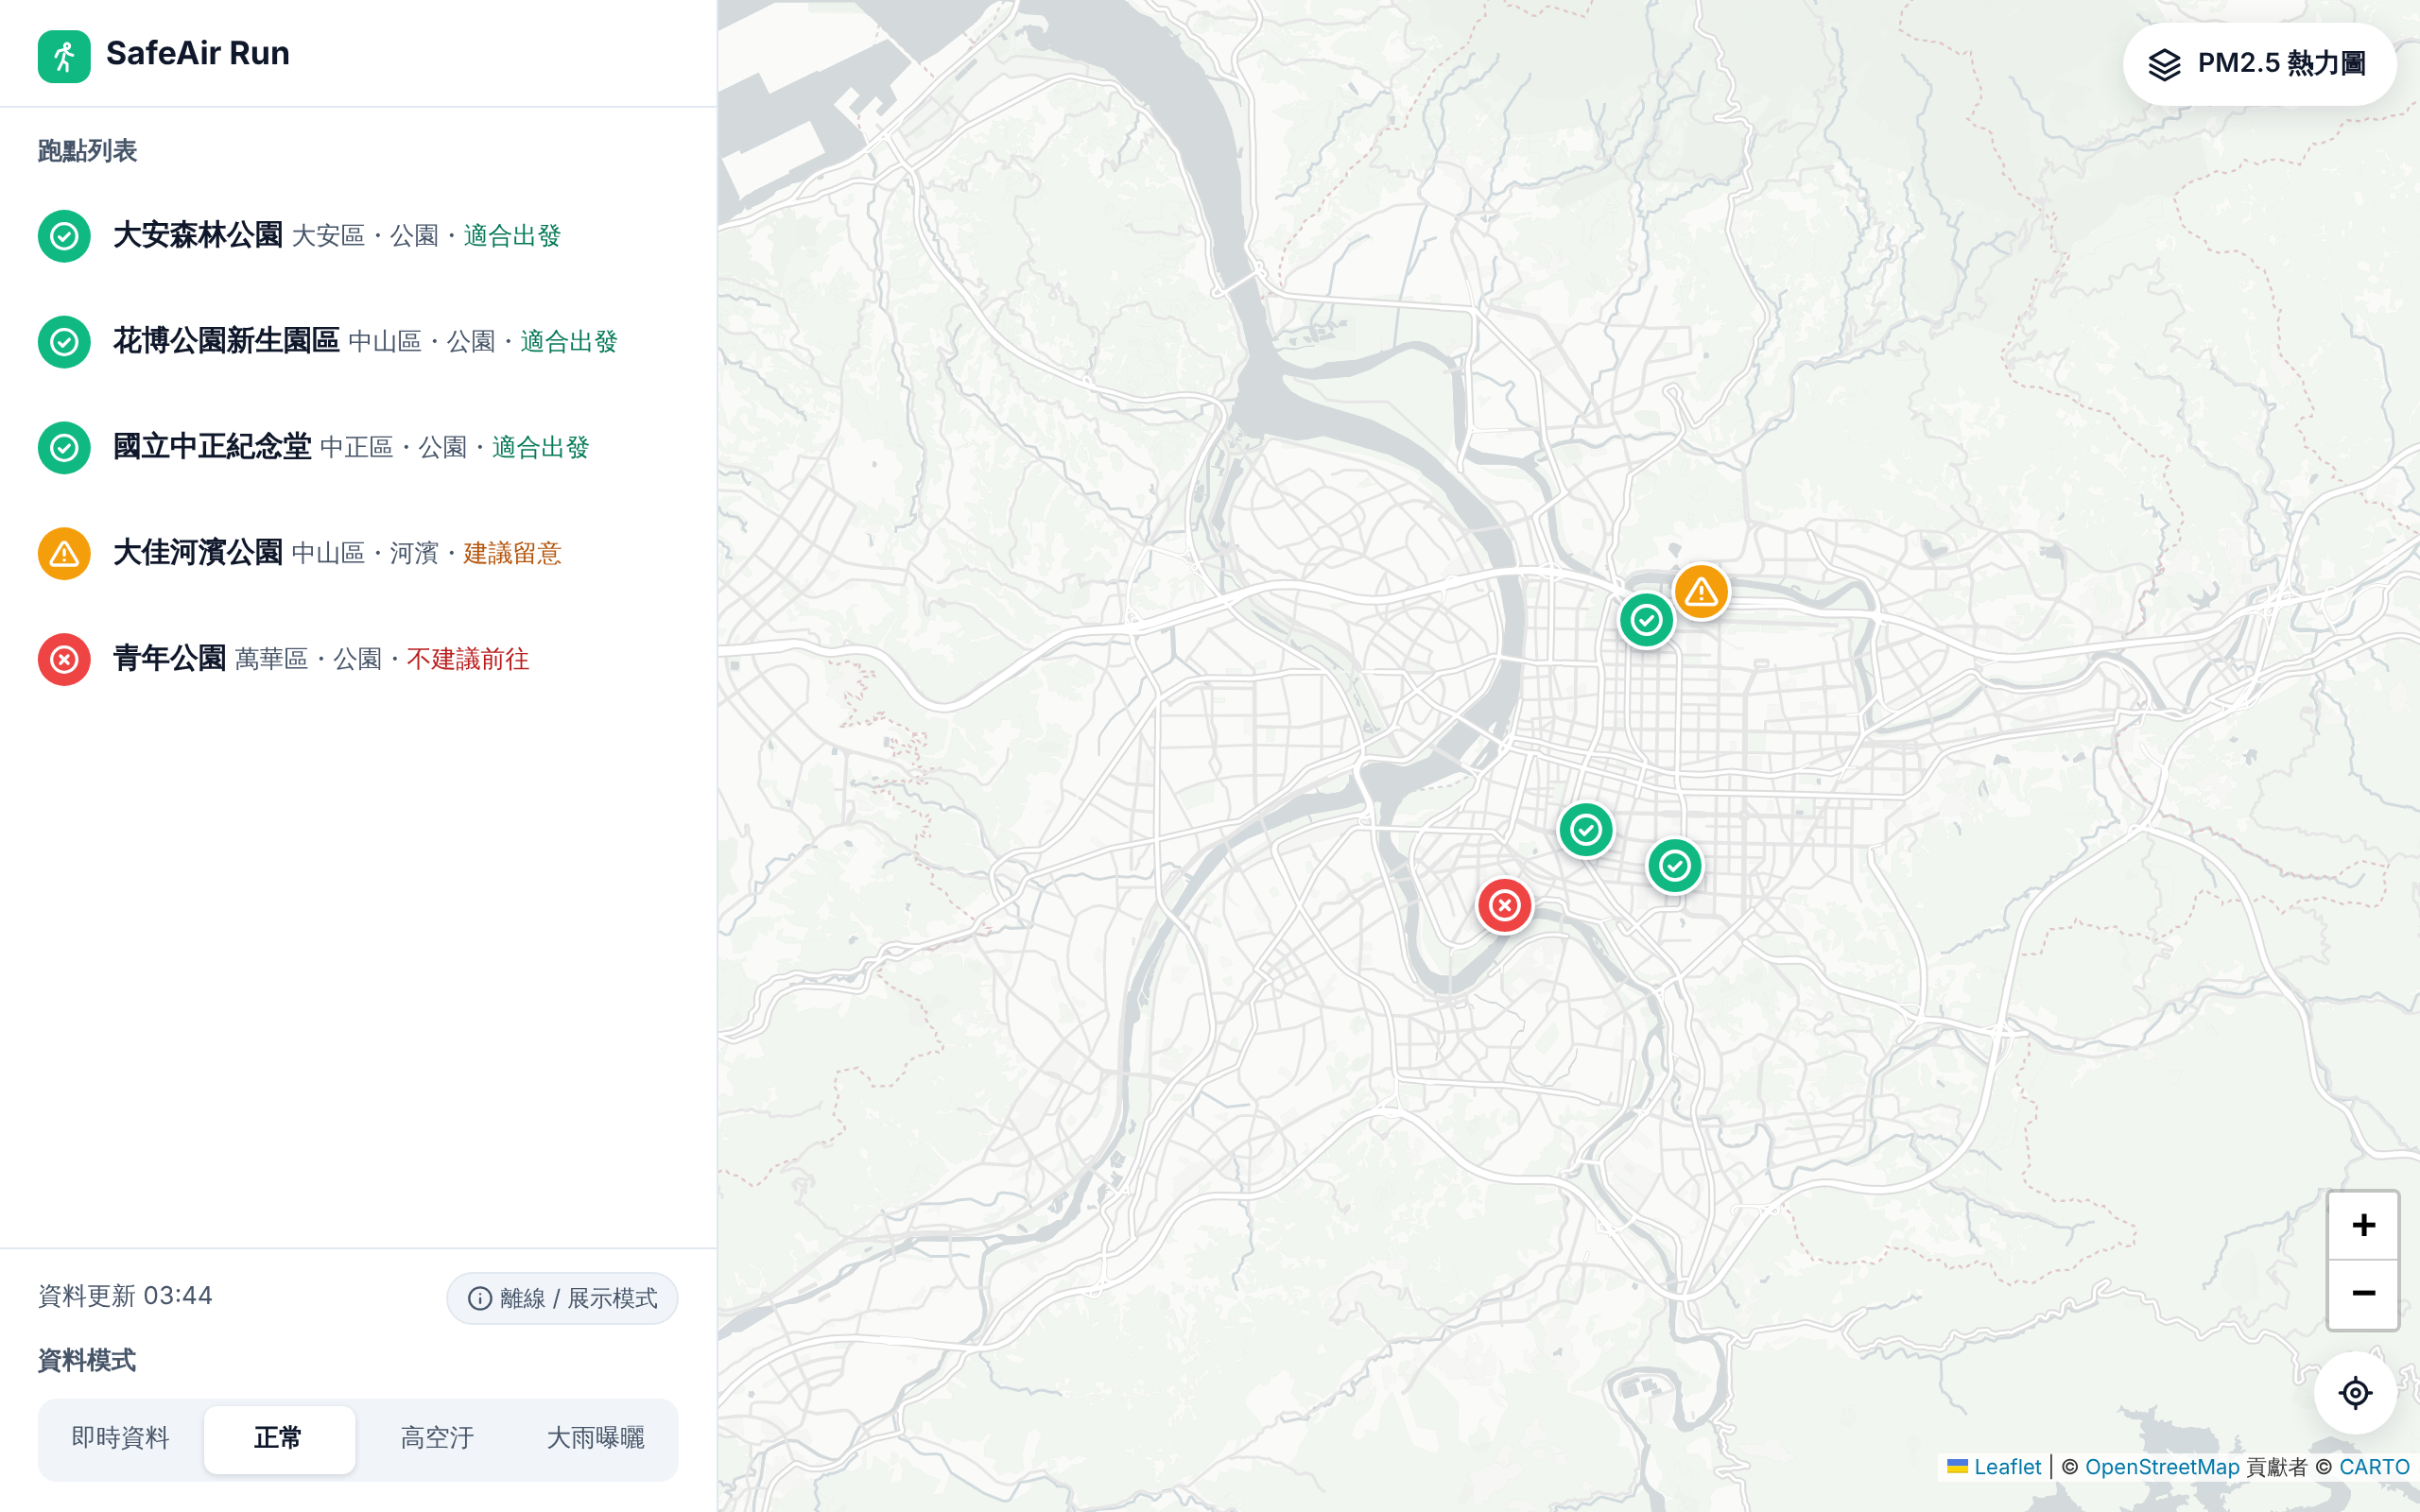 SafeAir Run
跑點列表
大安森林公園 大安區・公園・適合出發
花博公園新生園區 中山區・公園・適合出發
國立中正紀念堂 中正區・公園・適合出發
大佳河濱公園 中山區・河濱・建議留意
青年公園 萬華區・公園・不建議前往
資料更新 03:44
離線 / 展示模式
資料模式
即時資料 正常 高空汙 大雨曝曬
PM2.5 熱力圖
+
−
Leaflet | © OpenStreetMap 貢獻者 © CARTO